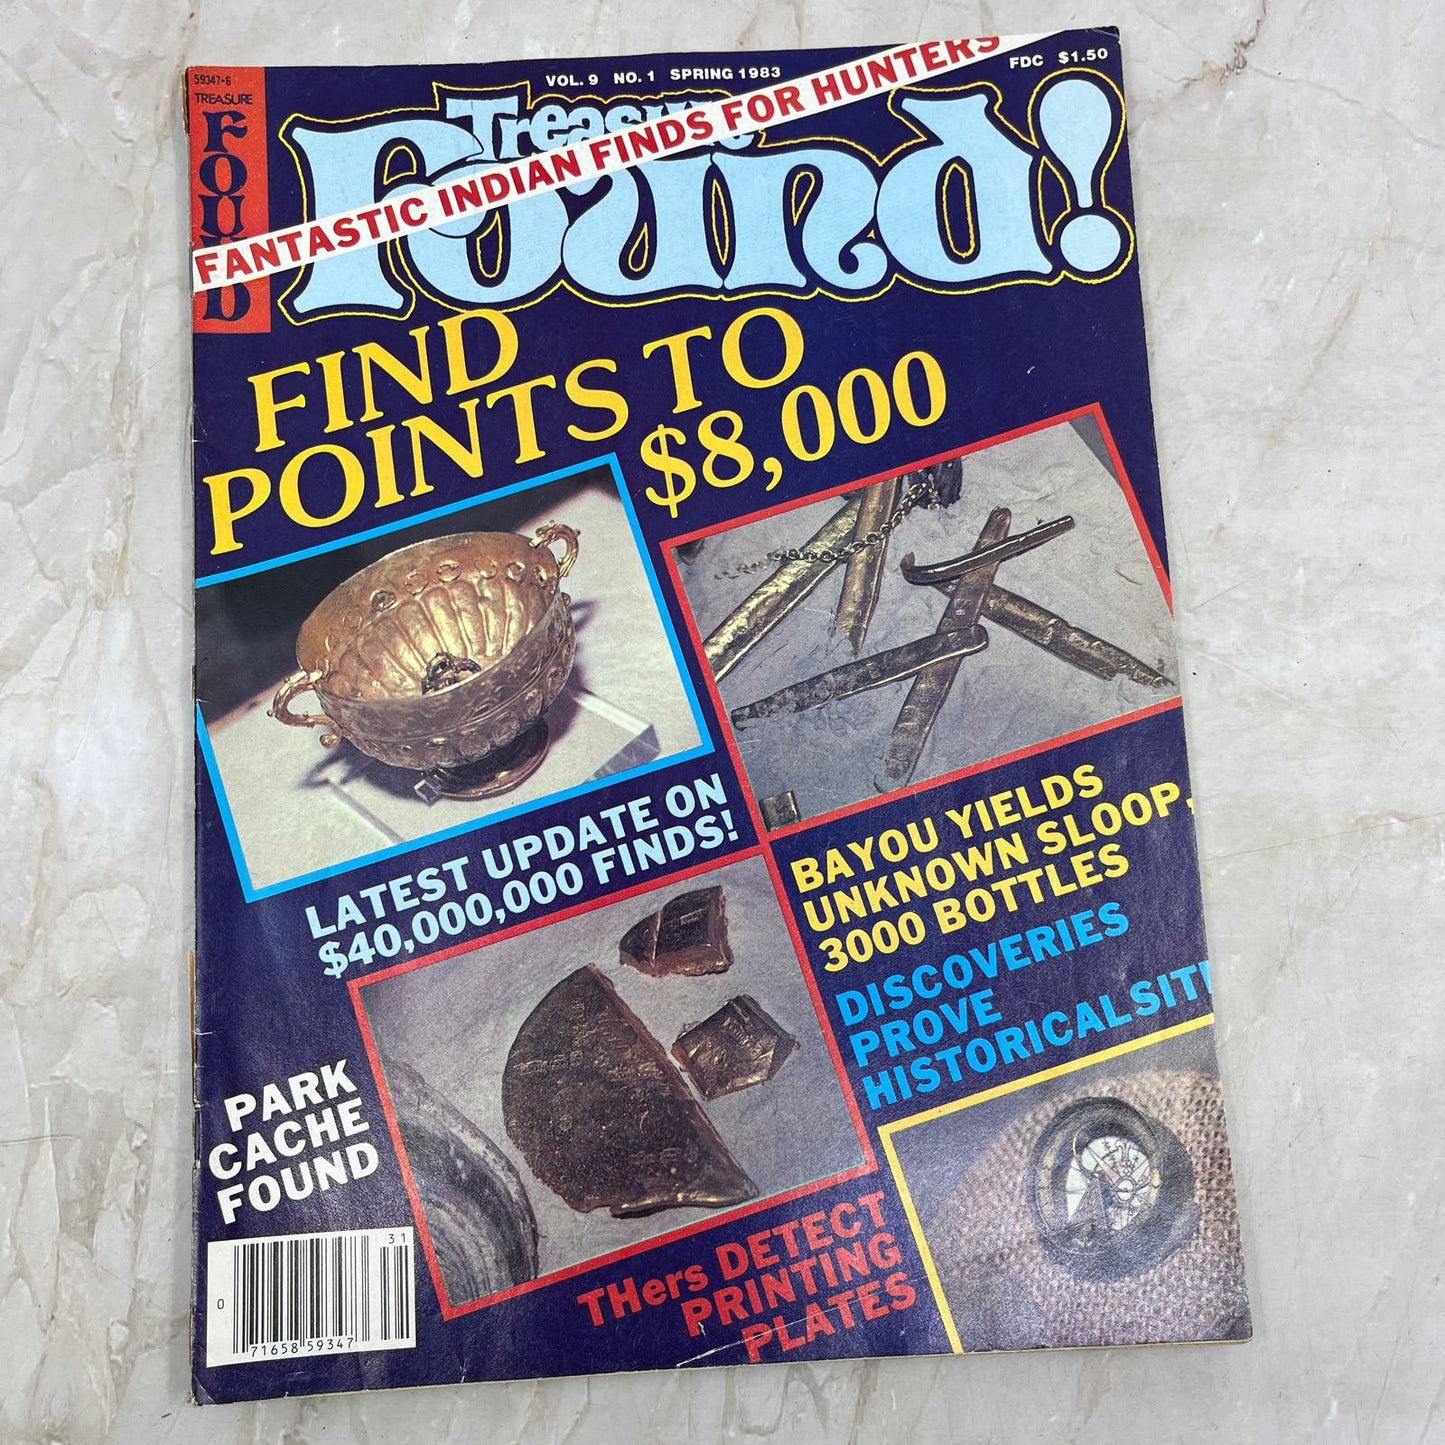 59347-6
TREASURE
FOUND
VOL. 9 NO. 1 SPRING 1983
FDC $1.50
Treasure
Found!
FANTASTIC INDIAN FINDS FOR HUNTERS
FIND
POINTS TO
$8,000
LATEST UPDATE ON
$40,000,000 FINDS!
BAYOU YIELDS
UNKNOWN SLOOP,
3000 BOTTLES
DISCOVERIES
PROVE
HISTORICAL SIT
PARK
CACHE
FOUND
THers DETECT
PRINTING
PLATES
31
0 71658 59347